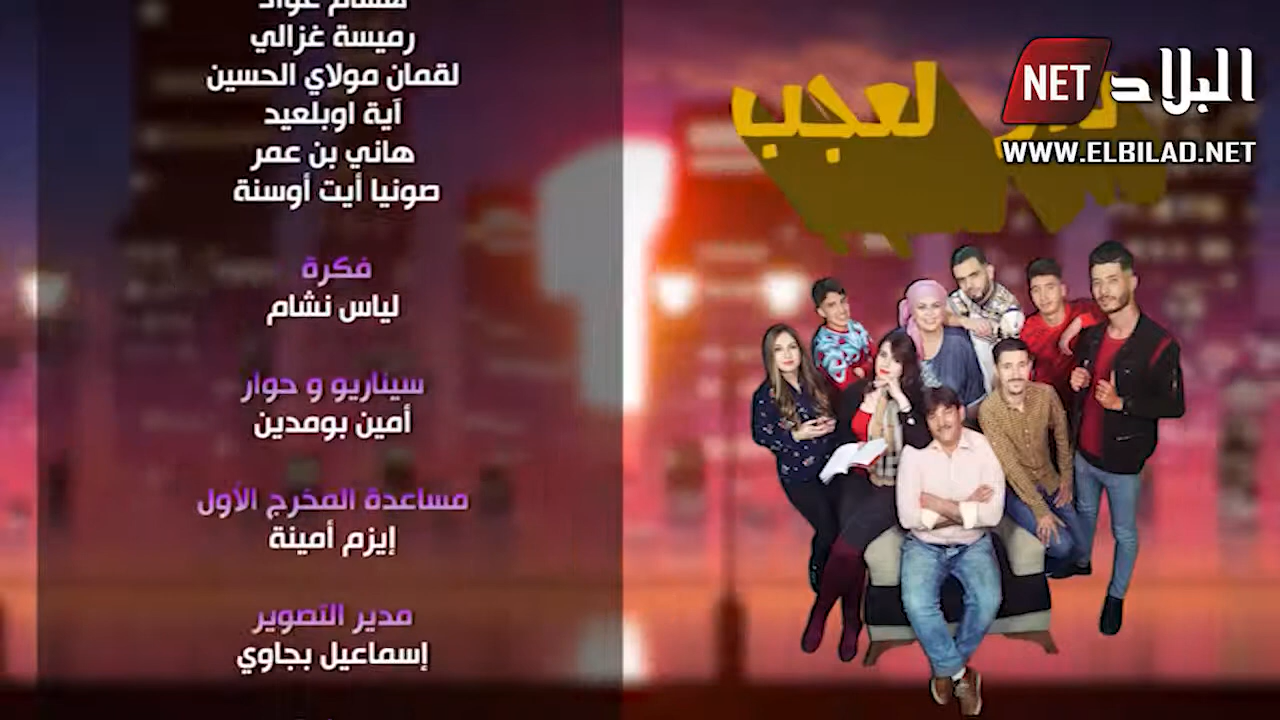 رميسة غزالي
لقمان مولاي الحسين
آية اوبلعيد
هاني بن عمر
صونيا أيت أوسنة
فكرة
لياس نشام
سيناريو و حوار
أمين بومدين
مساعدة المخرج الأول
إيزم أمينة
مدير التصوير
إسماعيل بجاوي
لعجب
البلاد NET
WWW.ELBILAD.NET